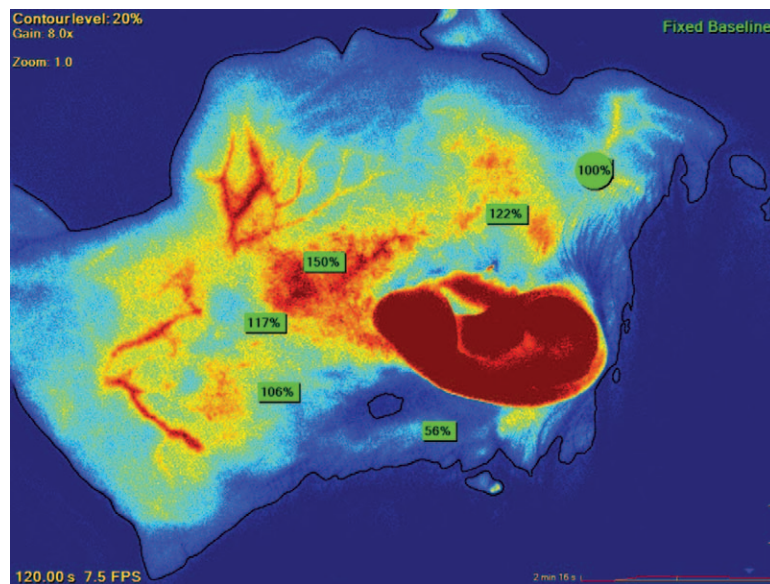 Contour level: 20%
Gain: 8.0x
Zoom: 1.0
Fixed Baseline
100%
122%
150%
117%
106%
56%
120.00 s 7.5 FPS
2 min 16 s